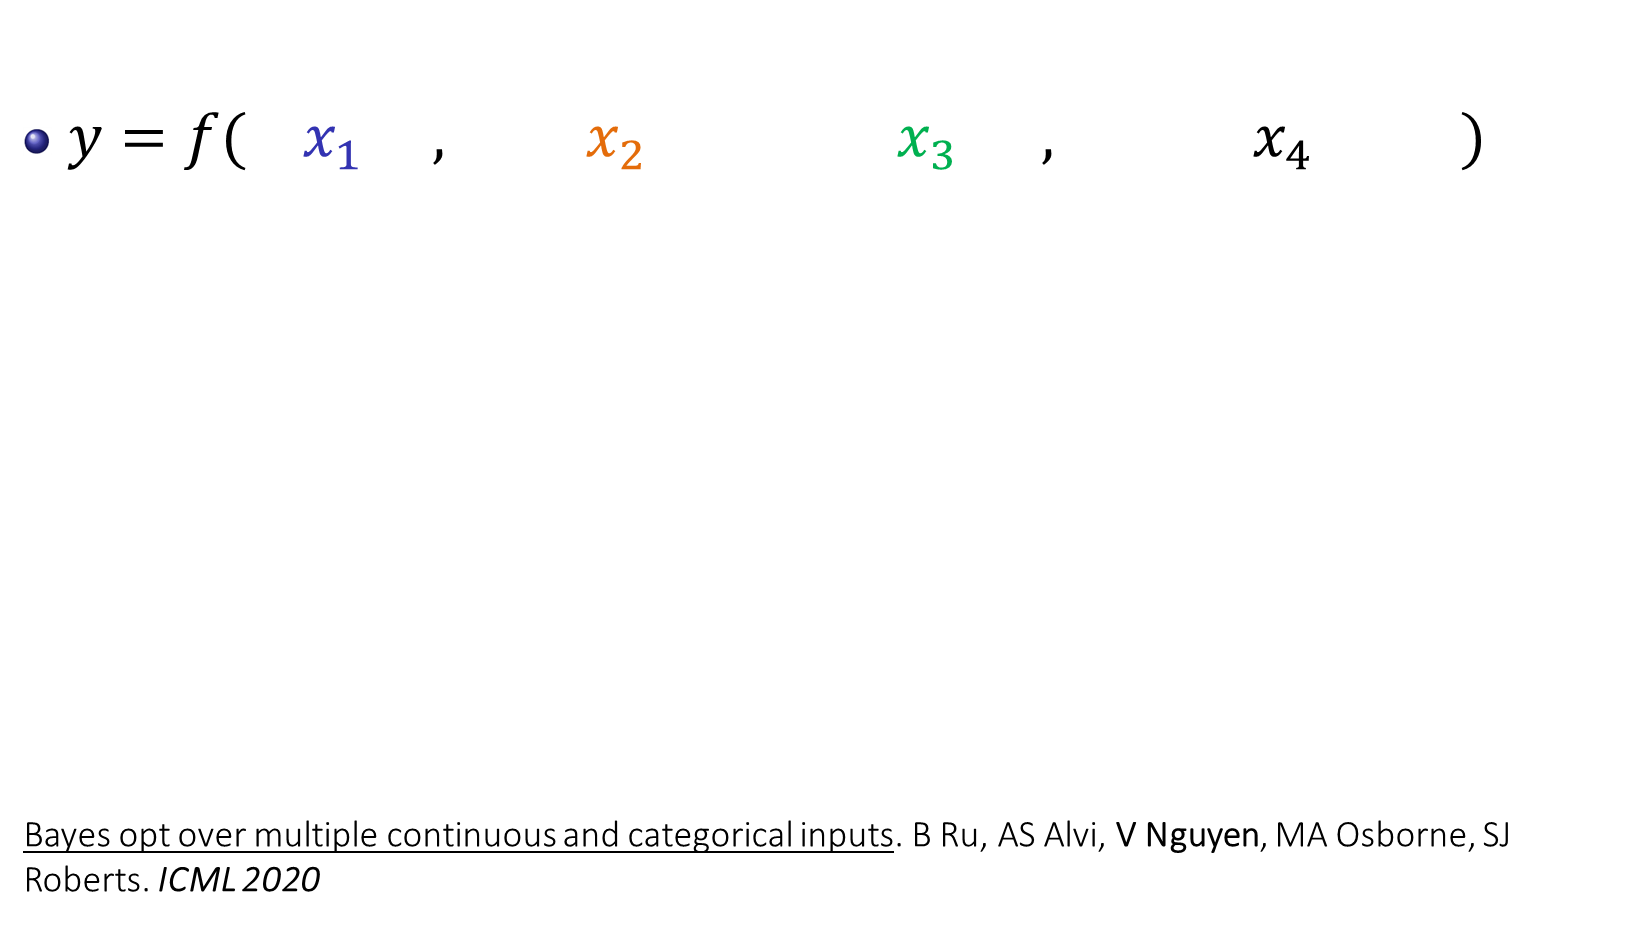 y = f( x₁ , x₂ x₃ , x₄ )
Bayes opt over multiple continuous and categorical inputs. B Ru, AS Alvi, V Nguyen, MA Osborne, SJ
Roberts. ICML 2020